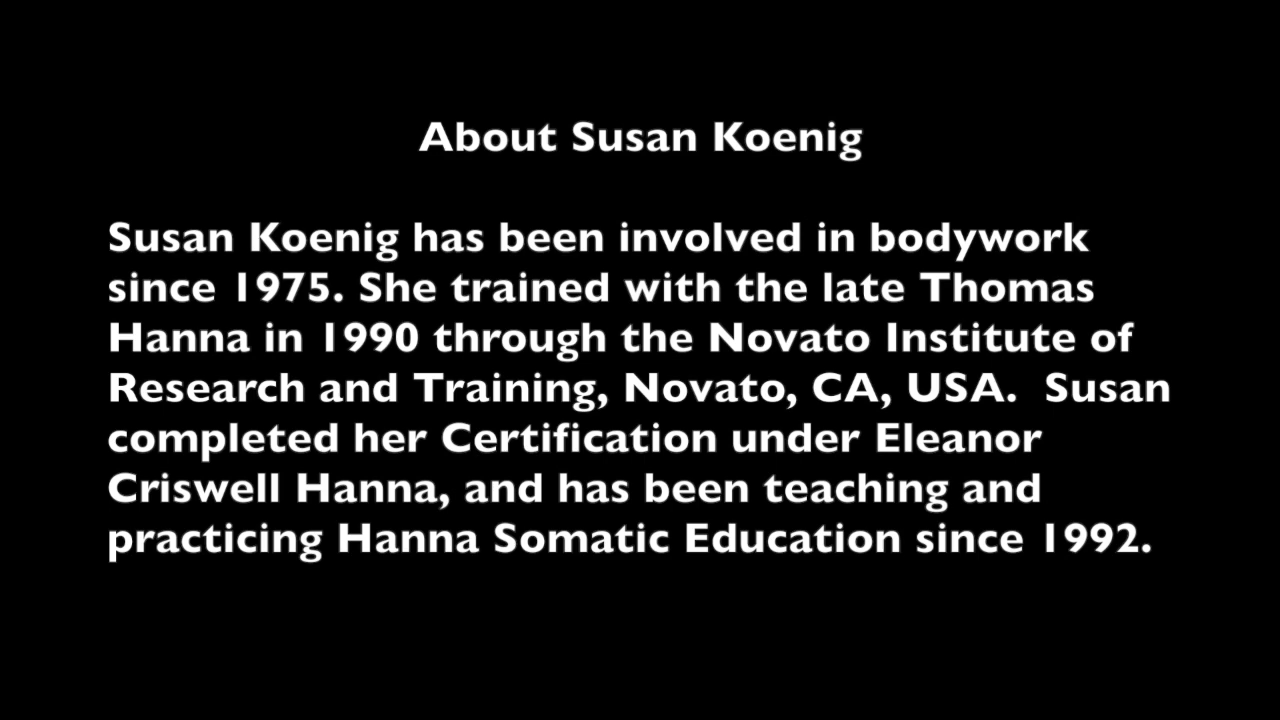 About Susan Koenig
Susan Koenig has been involved in bodywork
since 1975. She trained with the late Thomas
Hanna in 1990 through the Novato Institute of
Research and Training, Novato, CA, USA.  Susan
completed her Certification under Eleanor
Criswell Hanna, and has been teaching and
practicing Hanna Somatic Education since 1992.